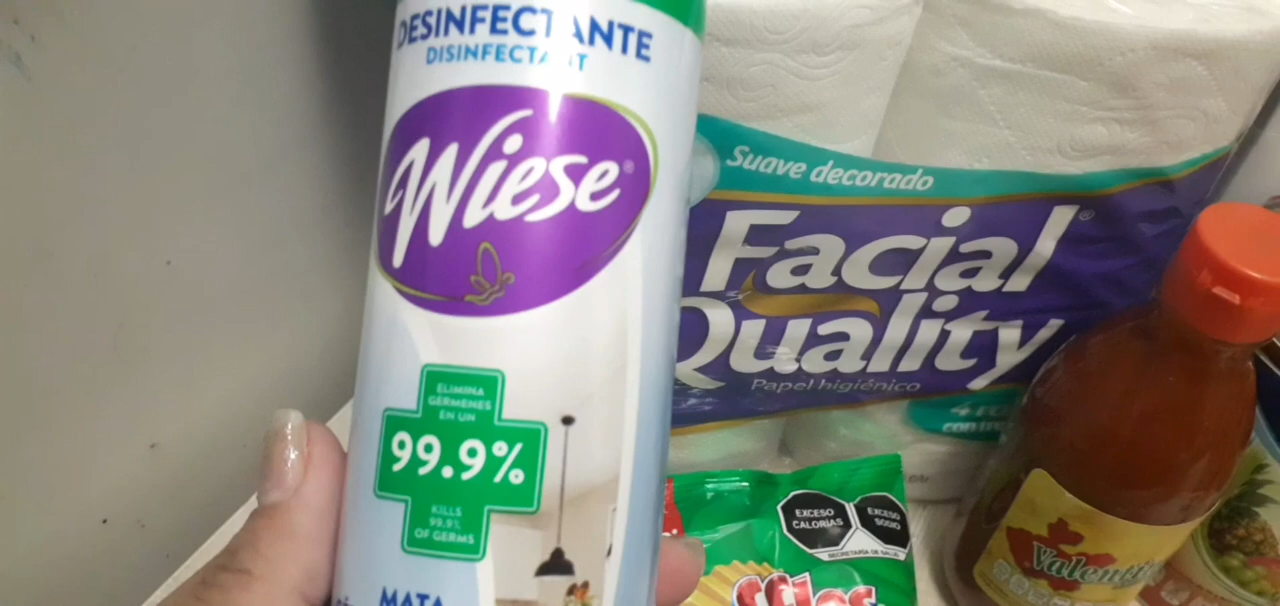 DESINFECTANTE
DISINFECTANT
Wiese®
ELIMINA
GÉRMENES
EN UN
99.9%
KILLS
99.9%
OF GERMS
MATA
Suave decorado
Facial®
Quality
Papel higiénico
EXCESO
CALORÍAS
EXCESO
SODIO
SECRETARÍA DE SALUD